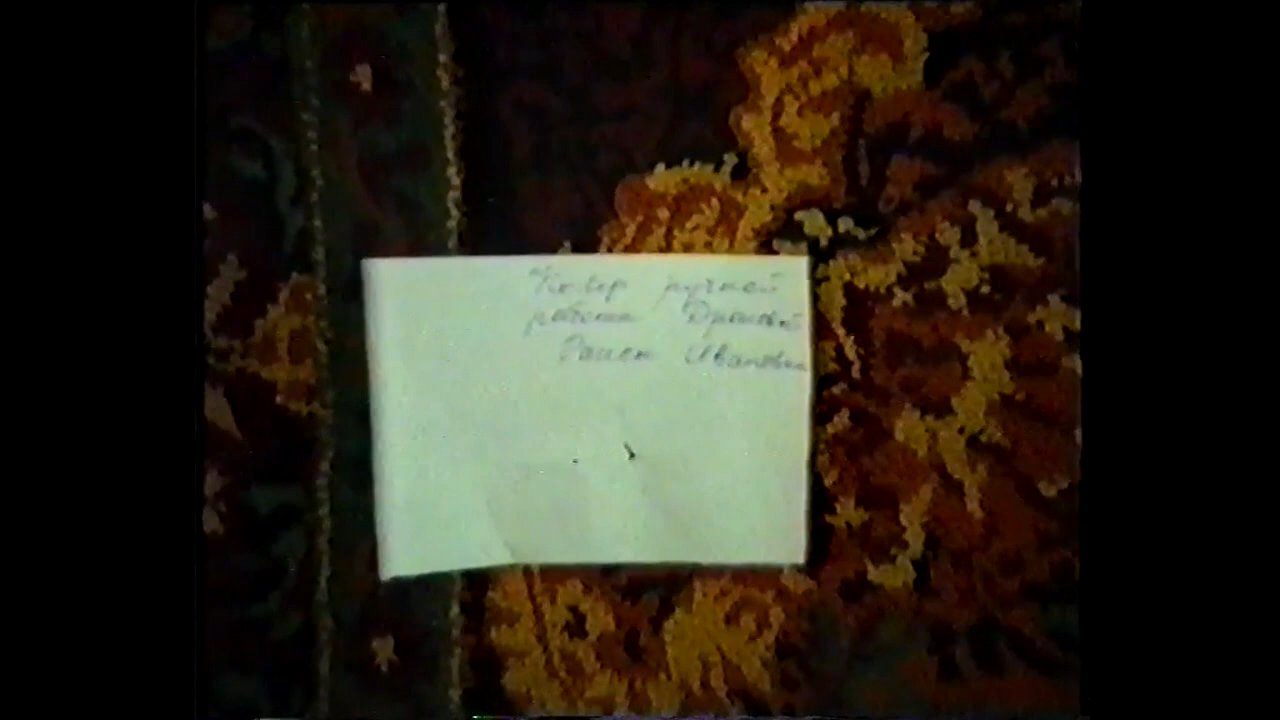 "Ковер ручной
работы
Раисы Ивановны